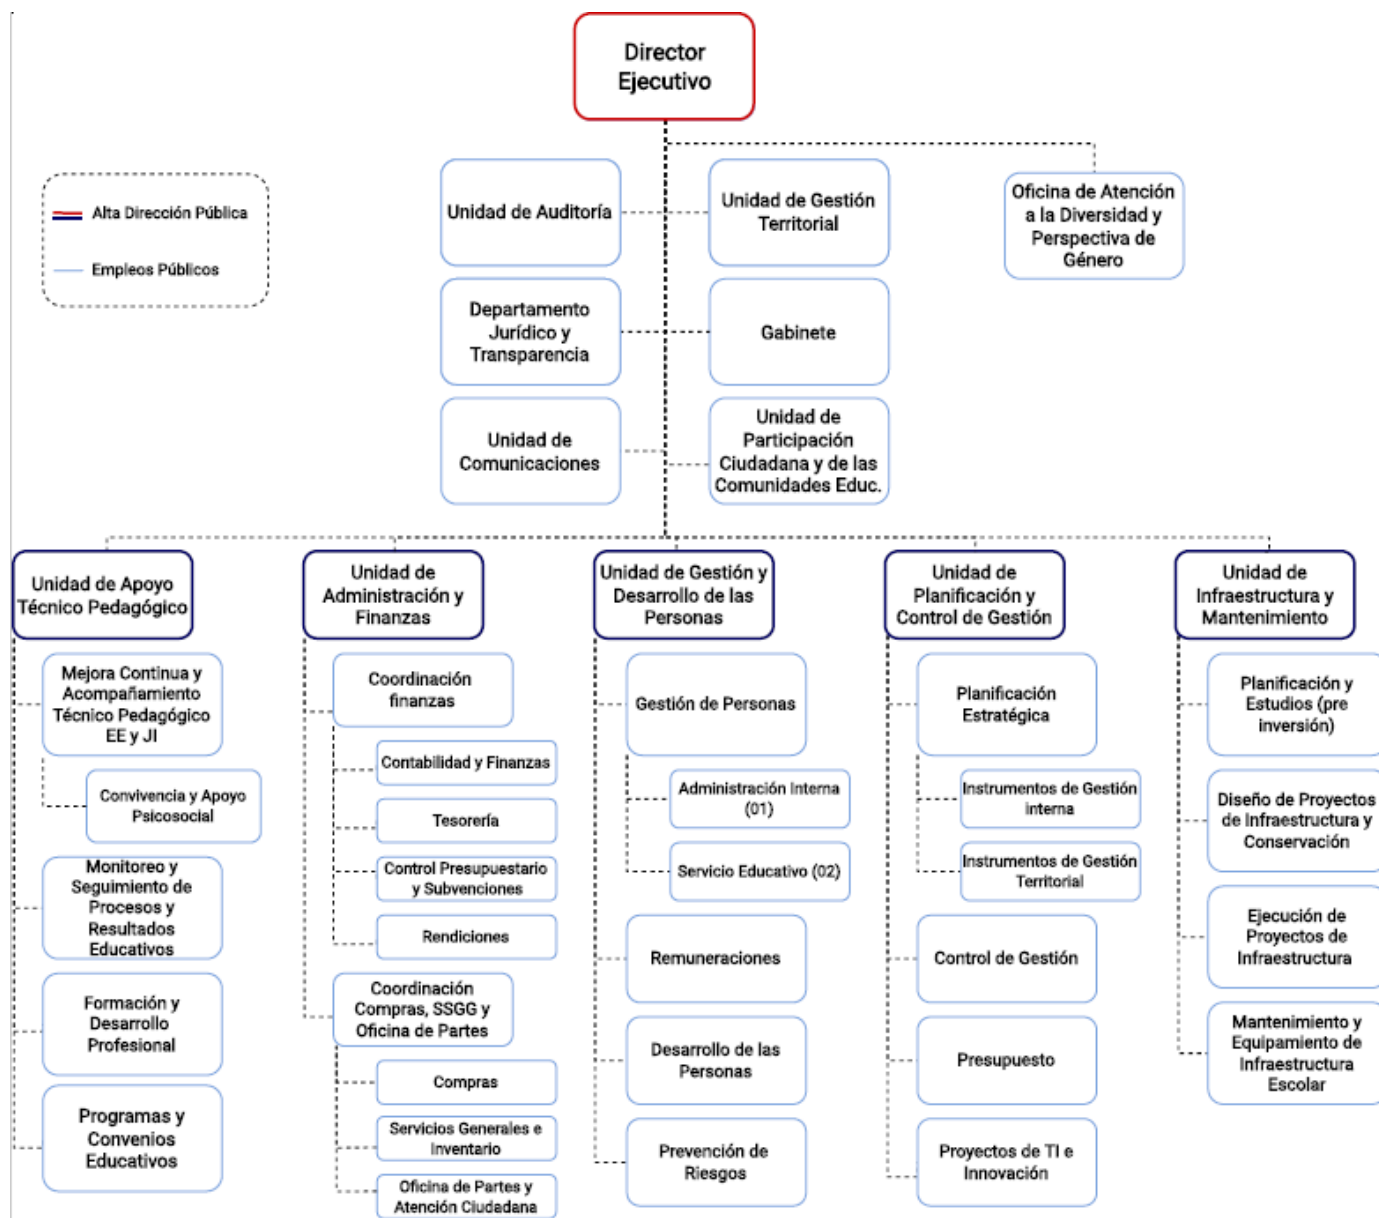 Director
Ejecutivo
Alta Dirección Pública
Empleos Públicos
Unidad de Auditoría
Unidad de Gestión
Territorial
Oficina de Atención
a la Diversidad y
Perspectiva de
Género
Departamento
Jurídico y
Transparencia
Gabinete
Unidad de
Comunicaciones
Unidad de
Participación
Ciudadana y de las
Comunidades Educ.
Unidad de Apoyo
Técnico Pedagógico
Mejora Continua y
Acompañamiento
Técnico Pedagógico
EE y JI
Convivencia y Apoyo
Psicosocial
Monitoreo y
Seguimiento de
Procesos y
Resultados
Educativos
Formación y
Desarrollo
Profesional
Programas y
Convenios
Educativos
Unidad de
Administración y
Finanzas
Coordinación
finanzas
Contabilidad y Finanzas
Tesorería
Control Presupuestario
y Subvenciones
Rendiciones
Coordinación
Compras, SSGG y
Oficina de Partes
Compras
Servicios Generales e
Inventario
Oficina de Partes y
Atención Ciudadana
Unidad de Gestión y
Desarrollo de las
Personas
Gestión de Personas
Administración Interna
(01)
Servicio Educativo (02)
Remuneraciones
Desarrollo de las
Personas
Prevención de
Riesgos
Unidad de
Planificación y
Control de Gestión
Planificación
Estratégica
Instrumentos de Gestión
interna
Instrumentos de Gestión
Territorial
Control de Gestión
Presupuesto
Proyectos de TI e
Innovación
Unidad de
Infraestructura y
Mantenimiento
Planificación y
Estudios (pre
inversión)
Diseño de Proyectos
de Infraestructura y
Conservación
Ejecución de
Proyectos de
Infraestructura
Mantenimiento y
Equipamiento de
Infraestructura
Escolar